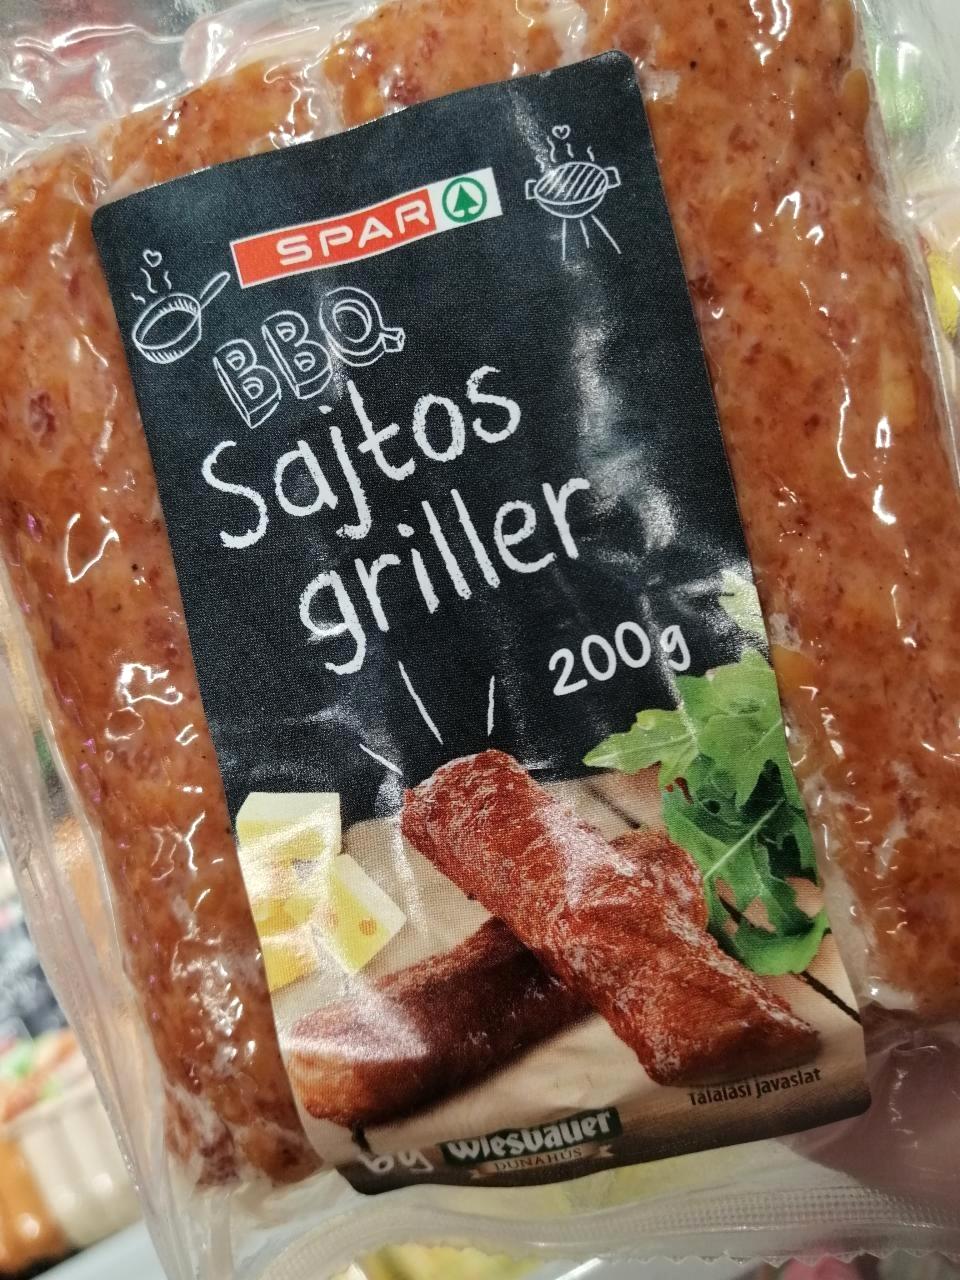 SPAR
BBQ
Sajtos
griller
200g
Tálalási javaslat
by Wiesbauer
DUNAHÚS